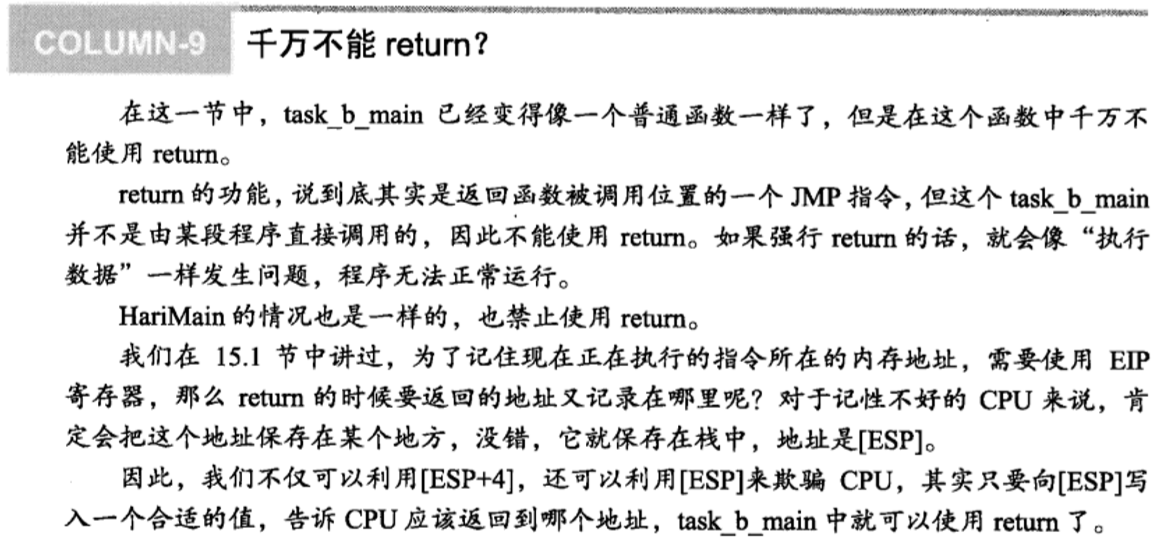 COLUMN-9 千万不能 return？
在这一节中，task_b_main 已经变得像一个普通函数一样了，但是在这个函数中千万不
能使用 return。
return 的功能，说到底其实是返回函数被调用位置的一个 JMP 指令，但这个 task_b_main
并不是由某段程序直接调用的，因此不能使用 return。如果强行 return 的话，就会像“执行
数据”一样发生问题，程序无法正常运行。
HariMain 的情况也是一样的，也禁止使用 return。
我们在 15.1 节中讲过，为了记住现在正在执行的指令所在的内存地址，需要使用 EIP
寄存器，那么 return 的时候要返回的地址又记录在哪里呢？对于记性不好的 CPU 来说，肯
定会把这个地址保存在某个地方，没错，它就保存在栈中，地址是[ESP]。
因此，我们不仅可以利用[ESP+4]，还可以利用[ESP]来欺骗 CPU，其实只要向[ESP]写
入一个合适的值，告诉 CPU 应该返回到哪个地址，task_b_main 中就可以使用 return 了。